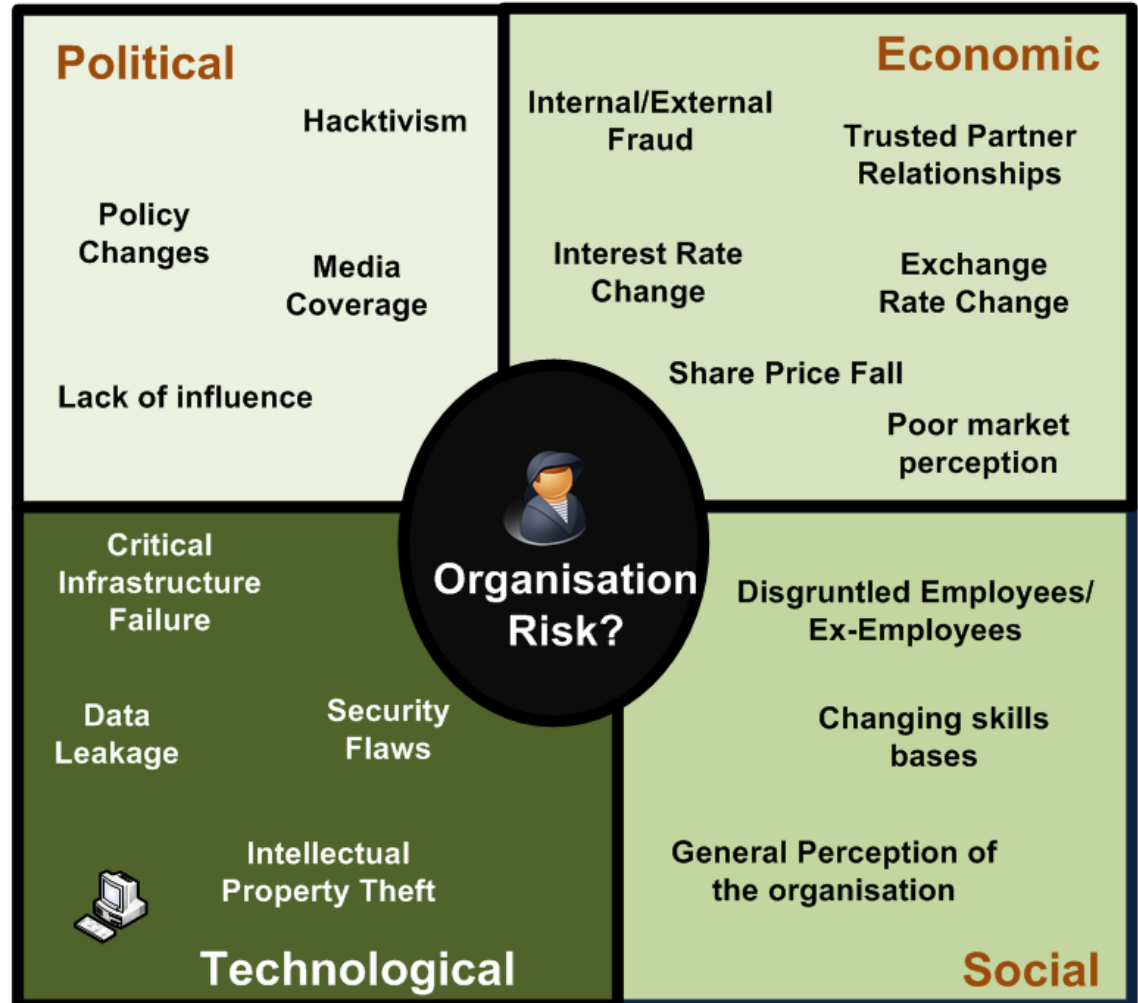 Political
Hacktivism
Policy
Changes
Media
Coverage
Lack of influence
Economic
Internal/External
Fraud
Trusted Partner
Relationships
Interest Rate
Change
Exchange
Rate Change
Share Price Fall
Poor market
perception
Organisation
Risk?
Critical
Infrastructure
Failure
Data
Leakage
Security
Flaws
Intellectual
Property Theft
Technological
Disgruntled Employees/
Ex-Employees
Changing skills
bases
General Perception of
the organisation
Social